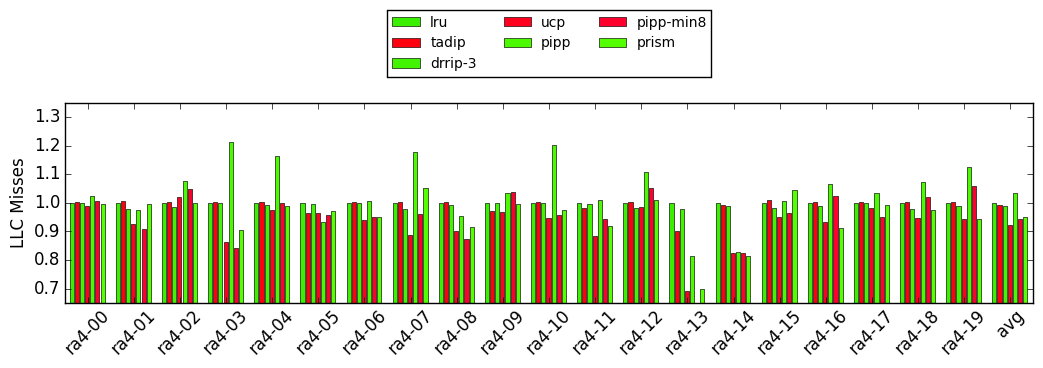 lru ucp pipp-min8
tadip pipp prism
drrip-3
1.3
1.2
1.1
1.0
0.9
0.8
0.7
LLC Misses
ra4-00 ra4-01 ra4-02 ra4-03 ra4-04 ra4-05 ra4-06 ra4-07 ra4-08 ra4-09 ra4-10 ra4-11 ra4-12 ra4-13 ra4-14 ra4-15 ra4-16 ra4-17 ra4-18 ra4-19 avg